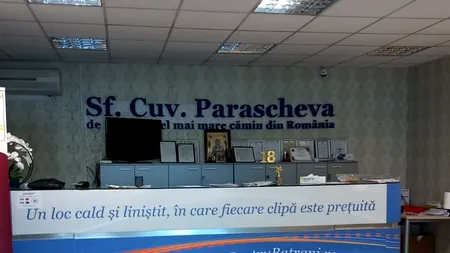 Sf. Cuv. Parascheva
de mai mare cămin din România
18
Un loc cald și liniștit, în care fiecare clipă este prețuită